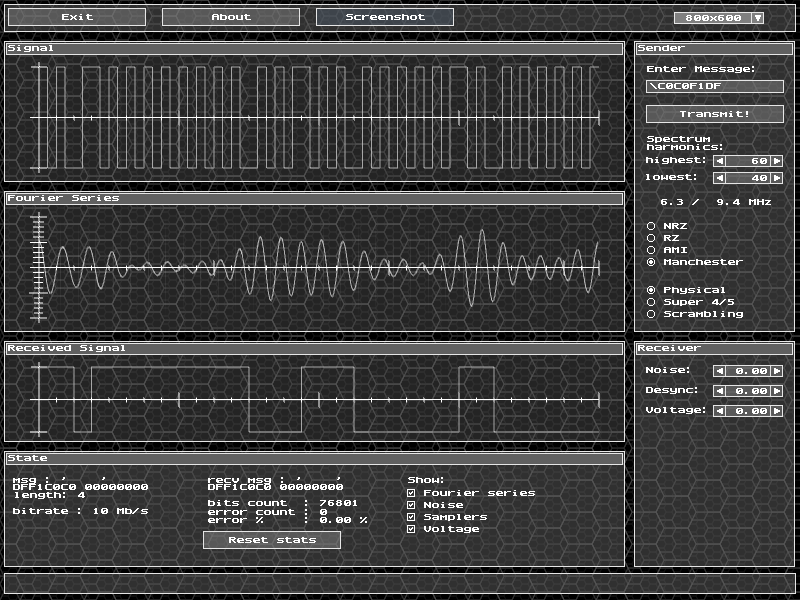 Exit About Screenshot 800x600
Signal
Sender
Enter Message:
\C0C0F1DF
Transmit!
Spectrum
harmonics:
highest: 60
lowest: 40
6.3 / 9.4 MHz
NRZ
RZ
AMI
Manchester
Physical
Super 4/5
Scrambling
Fourier Series
Received Signal
Receiver
Noise: 0.00
Desync: 0.00
Voltage: 0.00
State
msg : ' '
DFF1C0C0 00000000
length: 4
bitrate : 10 Mb/s
recv msg : ' '
DFF1C0C0 00000000
bits count : 76801
error count : 0
error % : 0.00 %
Reset stats
Show:
Fourier series
Noise
Samplers
Voltage